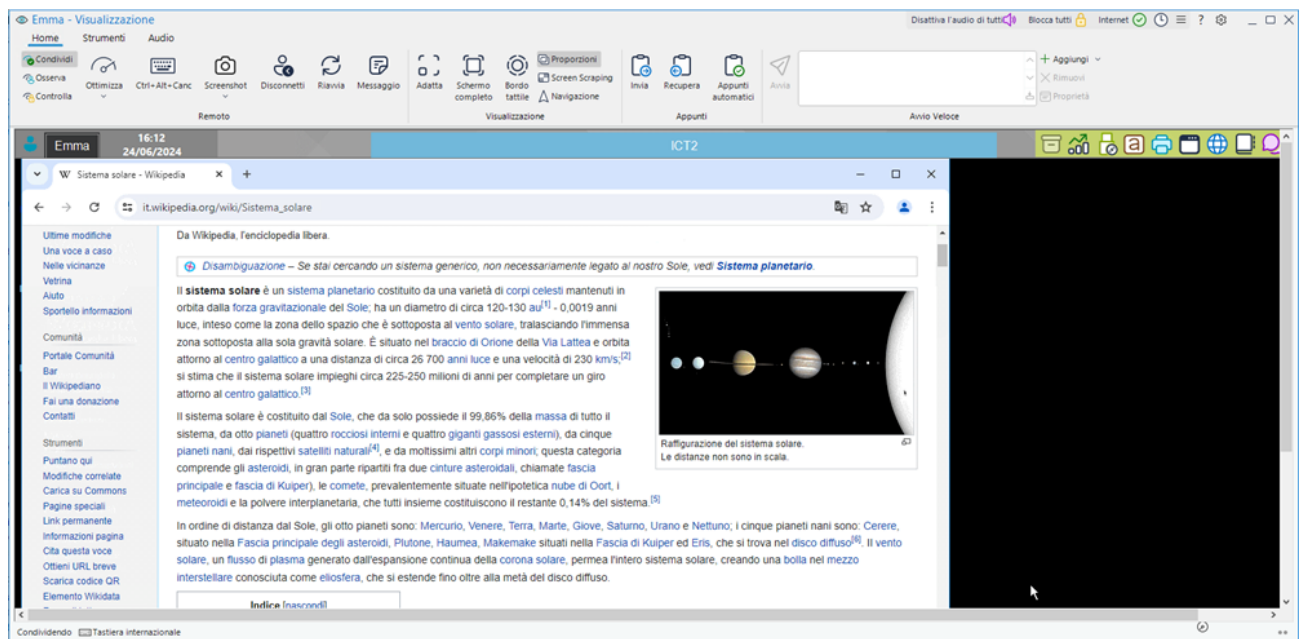 Emma - Visualizzazione
Disattiva l'audio di tutti
Blocca tutti
Internet
?
Home Strumenti Audio
Condividi
Osserva
Controlla
Ottimizza
Ctrl+Alt+Canc
Screenshot
Disconnetti
Riavvia
Messaggio
Remoto
Adatta
Schermo
completo
Bordo
tattile
Proporzioni
Screen Scraping
Navigazione
Visualizzazione
Invia
Recupera
Appunti
automatici
Appunti
Avvia
Aggiungi
Rimuovi
Proprietà
Avvio Veloce
Emma
16:12
24/06/2024
ICT2
a
W Sistema solare - Wikipedia
it.wikipedia.org/wiki/Sistema_solare
Ultime modifiche
Una voce a caso
Nelle vicinanze
Vetrina
Aiuto
Sportello informazioni
Comunità
Portale Comunità
Bar
Il Wikipediano
Fai una donazione
Contatti
Strumenti
Puntano qui
Modifiche correlate
Carica su Commons
Pagine speciali
Link permanente
Informazioni pagina
Cita questa voce
Ottieni URL breve
Scarica codice QR
Elemento Wikidata
Da Wikipedia, l'enciclopedia libera.
Disambiguazione – Se stai cercando un sistema generico, non necessariamente legato al nostro Sole, vedi Sistema planetario.
Il sistema solare è un sistema planetario costituito da una varietà di corpi celesti mantenuti in
orbita dalla forza gravitazionale del Sole; ha un diametro di circa 120-130 au[1] - 0,0019 anni
luce, inteso come la zona dello spazio che è sottoposta al vento solare, tralasciando l'immensa
zona sottoposta alla sola gravità solare. È situato nel braccio di Orione della Via Lattea e orbita
attorno al centro galattico a una distanza di circa 26 700 anni luce e una velocità di 230 km/s;[2]
si stima che il sistema solare impieghi circa 225-250 milioni di anni per completare un giro
attorno al centro galattico.[3]
Il sistema solare è costituito dal Sole, che da solo possiede il 99,86% della massa di tutto il
sistema, da otto pianeti (quattro rocciosi interni e quattro giganti gassosi esterni), da cinque
pianeti nani, dai rispettivi satelliti naturali[4], e da moltissimi altri corpi minori; questa categoria
comprende gli asteroidi, in gran parte ripartiti fra due cinture asteroidali, chiamate fascia
principale e fascia di Kuiper), le comete, prevalentemente situate nell'ipotetica nube di Oort, i
meteoroidi e la polvere interplanetaria, che tutti insieme costituiscono il restante 0,14% del sistema.[5]
Raffigurazione del sistema solare.
Le distanze non sono in scala.
In ordine di distanza dal Sole, gli otto pianeti sono: Mercurio, Venere, Terra, Marte, Giove, Saturno, Urano e Nettuno; i cinque pianeti nani sono: Cerere,
situato nella Fascia principale degli asteroidi, Plutone, Haumea, Makemake situati nella Fascia di Kuiper ed Eris, che si trova nel disco diffuso[6]. Il vento
solare, un flusso di plasma generato dall'espansione continua della corona solare, permea l'intero sistema solare, creando una bolla nel mezzo
interstellare conosciuta come eliosfera, che si estende fino oltre alla metà del disco diffuso.
Indice [nascondi]
Condividendo
Tastiera internazionale